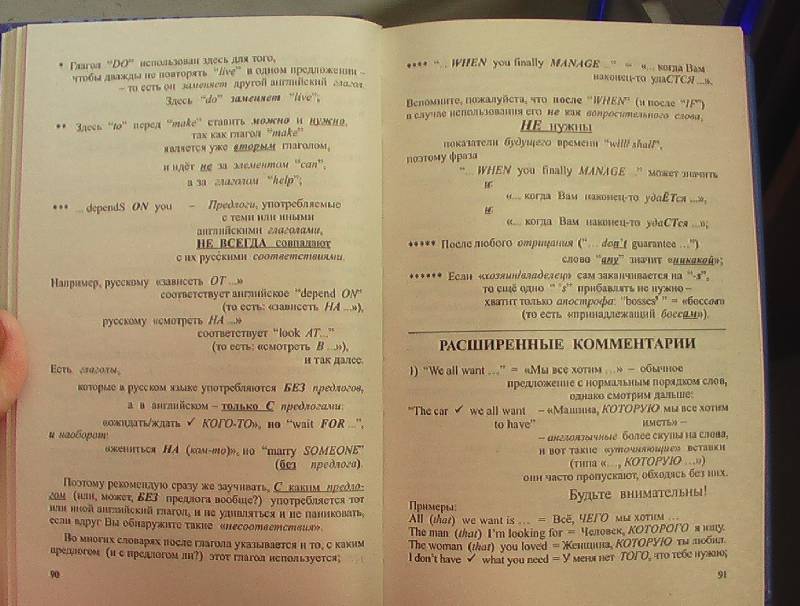 * Глагол "DO" использован здесь для того,
чтобы дважды не повторять "live" в одном предложении –
– то есть он заменяет другой английский глагол.
Здесь "do" заменяет "live";
** Здесь "to" перед "make" ставить можно и нужно,
так как глагол "make"
является уже вторым глаголом,
и идёт не за элементом "can",
а за глаголом "help";
*** ... dependS ON you – Предлоги, употребляемые
с теми или иными
английскими глаголами,
НЕ ВСЕГДА совпадают
с их русскими соответствиями.
Например, русскому «зависеть ОТ ...»
соответствует английское "depend ON"
(то есть: «зависеть НА ...»),
русскому «смотреть НА ...»
соответствует "look AT..."
(то есть: «смотреть В ...»),
и так далее.
Есть глаголы,
которые в русском языке употребляются БЕЗ предлогов,
а в английском – только С предлогами:
«ожидать/ждать ✓ КОГО-ТО», но "wait FOR ...",
и наоборот:
«жениться НА (ком-то)», но "marry SOMEONE"
(без предлога).
Поэтому рекомендую сразу же заучивать, С каким предло-
гом (или, может, БЕЗ предлога вообще?) употребляется тот
или иной английский глагол, и не удивляться и не паниковать,
если вдруг Вы обнаружите такие «несоответствия».
Во многих словарях после глагола указывается и то, с каким
предлогом (и с предлогом ли?) этот глагол используется;
90
**** "... WHEN you finally MANAGE ..." = «... когда Вам
наконец-то удаСТСЯ ...».
Вспомните, пожалуйста, что после "WHEN" (и после "IF")
в случае использования его не как вопросительного слова,
НЕ нужны
показатели будущего времени "will/ shall",
поэтому фраза
"... WHEN you finally MANAGE ..." может значить
и:
«... когда Вам наконец-то удаЁТся ...»,
и:
«... когда Вам наконец-то удаСТся ...»;
***** После любого отрицания ("... don't guarantee ...")
слово "any" значит «никакой»;
****** Если «хозяин/владелец» сам заканчивается на "-s",
то ещё одно " 's" прибавлять не нужно –
хватит только апострофа: "bosses' " = «боссов»
(то есть «принадлежащий боссам»).
РАСШИРЕННЫЕ КОММЕНТАРИИ
1) "We all want ..." = «Мы все хотим ...» – обычное
предложение с нормальным порядком слов,
однако смотрим дальше:
"The car ✓ we all want – «Машина, КОТОРУЮ мы все хотим
to have" иметь» –
– англоязычные более скупы на слова,
и вот такие «уточняющие» вставки
(типа «..., КОТОРУЮ ...»)
они часто пропускают, обходясь без них.
Будьте внимательны!
Примеры:
All (that) we want is ... = Всё, ЧЕГО мы хотим ...
The man (that) I'm looking for = Человек, КОТОРОГО я ищу.
The woman (that) you loved = Женщина, КОТОРУЮ ты любил.
I don't have ✓ what you need = У меня нет ТОГО, что тебе нужно;
91